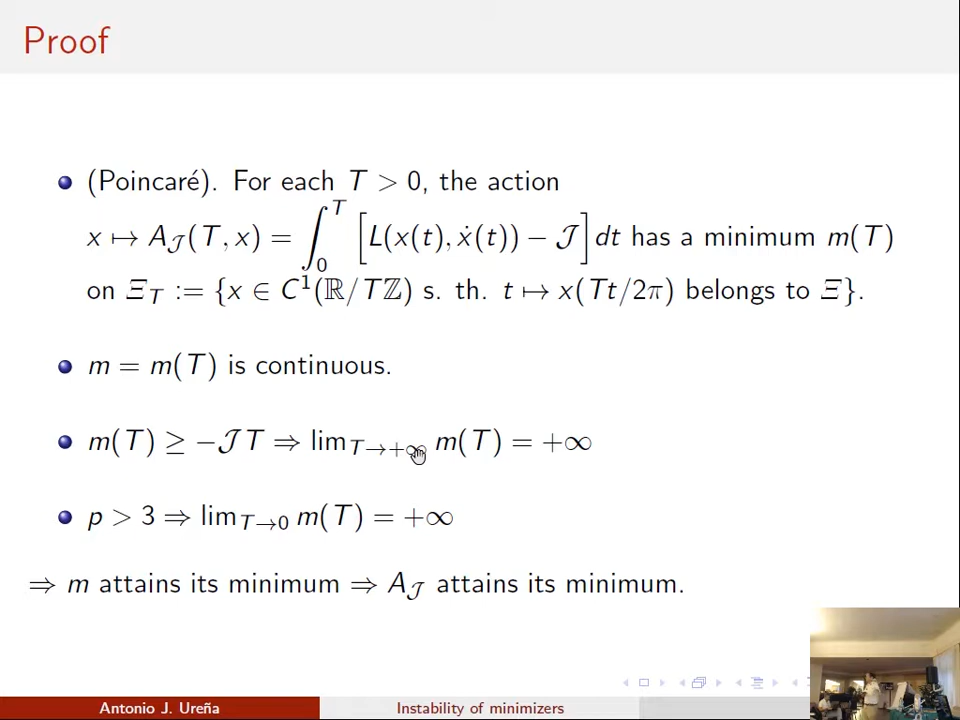 Proof
(Poincaré). For each T > 0, the action
x ↦ A_𝒥(T, x) = ∫₀ᵀ [L(x(t), ẋ(t)) − 𝒥] dt has a minimum m(T)
on Ξ_T := {x ∈ C¹(ℝ/Tℤ) s. th. t ↦ x(Tt/2π) belongs to Ξ}.
m = m(T) is continuous.
m(T) ≥ −𝒥T ⇒ lim_{T→+∞} m(T) = +∞
p > 3 ⇒ lim_{T→0} m(T) = +∞
⇒ m attains its minimum ⇒ A_𝒥 attains its minimum.
Antonio J. Ureña
Instability of minimizers